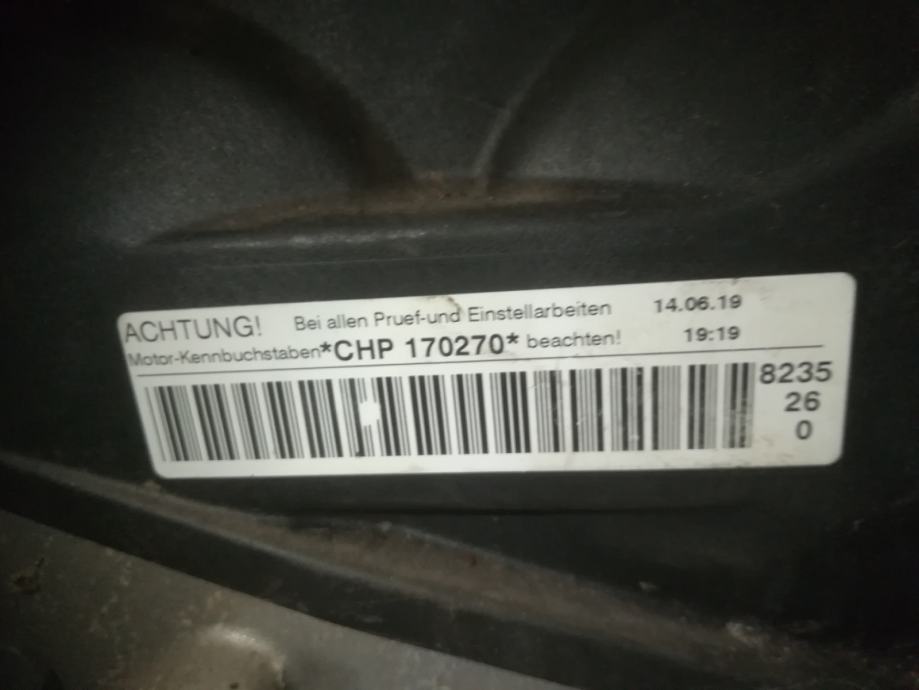 ACHTUNG! Bei allen Pruef-und Einstellarbeiten 14.06.19
Motor-Kennbuchstaben*CHP 170270* beachten! 19:19
8235
26
0